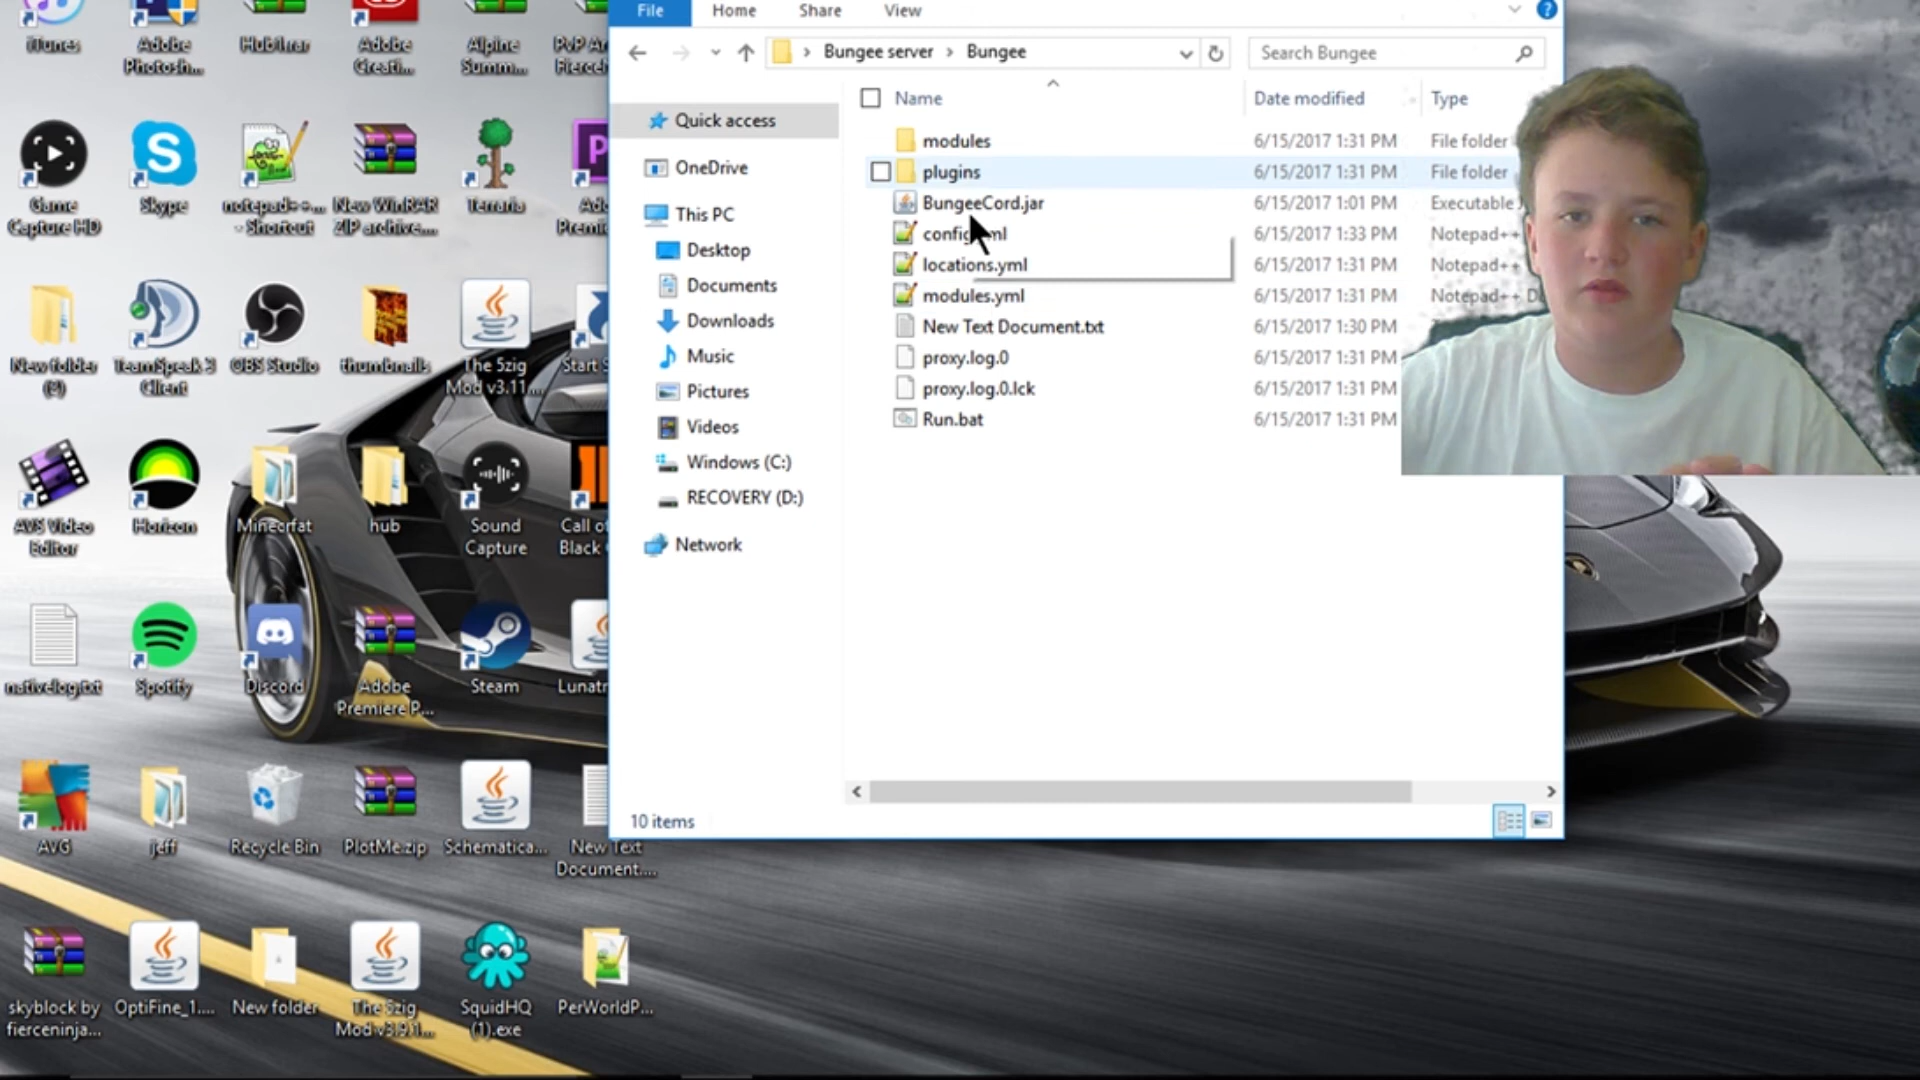 File Home Share View
Bungee server Bungee Search Bungee
Name Date modified Type
Quick access
OneDrive
This PC
Desktop
Documents
Downloads
Music
Pictures
Videos
Windows (C:)
RECOVERY (D:)
Network
modules 6/15/2017 1:31 PM File folder
plugins 6/15/2017 1:31 PM File folder
BungeeCord.jar 6/15/2017 1:01 PM Executable J
6/15/2017 1:33 PM Notepad++
locations.yml 6/15/2017 1:31 PM Notepad++
modules.yml 6/15/2017 1:31 PM Notepad++ Do
New Text Document.txt 6/15/2017 1:30 PM
proxy.log.0 6/15/2017 1:31 PM
proxy.log.0.lck 6/15/2017 1:31 PM
Run.bat 6/15/2017 1:31 PM
10 items
iTunes
Adobe
Photosh...
Hub1.rar
Adobe
Creati...
Alpine
Summ...
PvP Ar
Fierce
Game
Capture HD
Skype
notepad++...
- Shortcut
New WinRAR
ZIP archive....
Terraria
Ado
Premi
New folder
(2)
TeamSpeak 3
Client
OBS Studio
thumbnails
The 5zig
Mod v3.11....
Start S
AVS Video
Editor
Horizon
Minecrfat
hub
Sound
Capture
Call of
Black
nativelog.txt
Spotify
Discord
Adobe
Premiere P...
Steam
Lunatr
AVG
jeff
Recycle Bin
PlotMe.zip
Schematica...
New Text
Document....
skyblock by
fierceninja...
OptiFine_1....
New folder
The 5zig
Mod v3.9.1...
SquidHQ
(1).exe
PerWorldP...